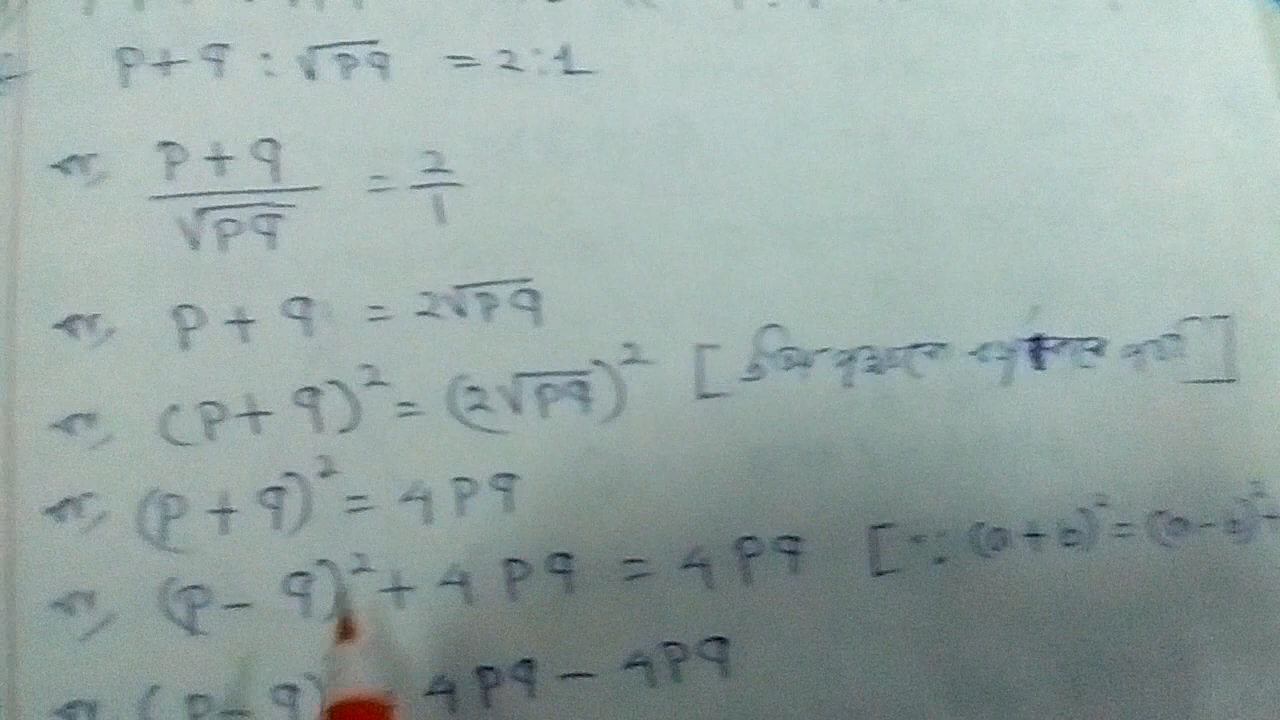 p+q : √pq = 2:1
বা, p+q/√pq = 2/1
বা, p+q = 2√pq
বা, (p+q)² = (2√pq)² [
বা, (p+q)² = 4pq
বা, (p-q)² + 4pq = 4pq [∵ (a+b)² = (a-b)² +
বা, (p-q) 4pq - 4pq